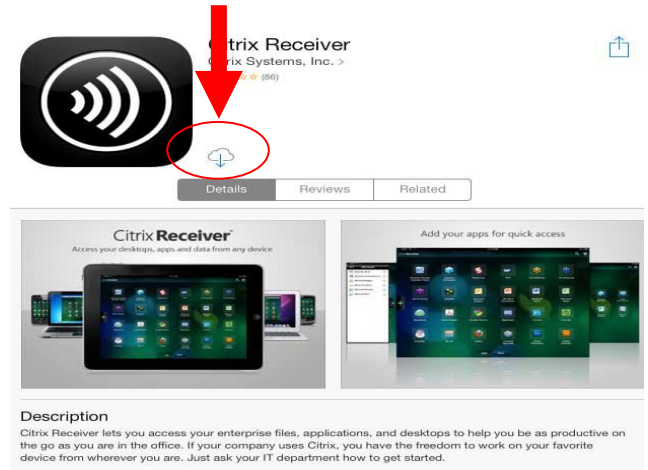 Citrix Receiver
Citrix Systems, Inc. >
(86)
Details Reviews Related
Citrix Receiver
Access your desktops, apps and data from any device
Add your apps for quick access
Description
Citrix Receiver lets you access your enterprise files, applications, and desktops to help you be as productive on
the go as you are in the office. If your company uses Citrix, you have the freedom to work on your favorite
device from wherever you are. Just ask your IT department how to get started.